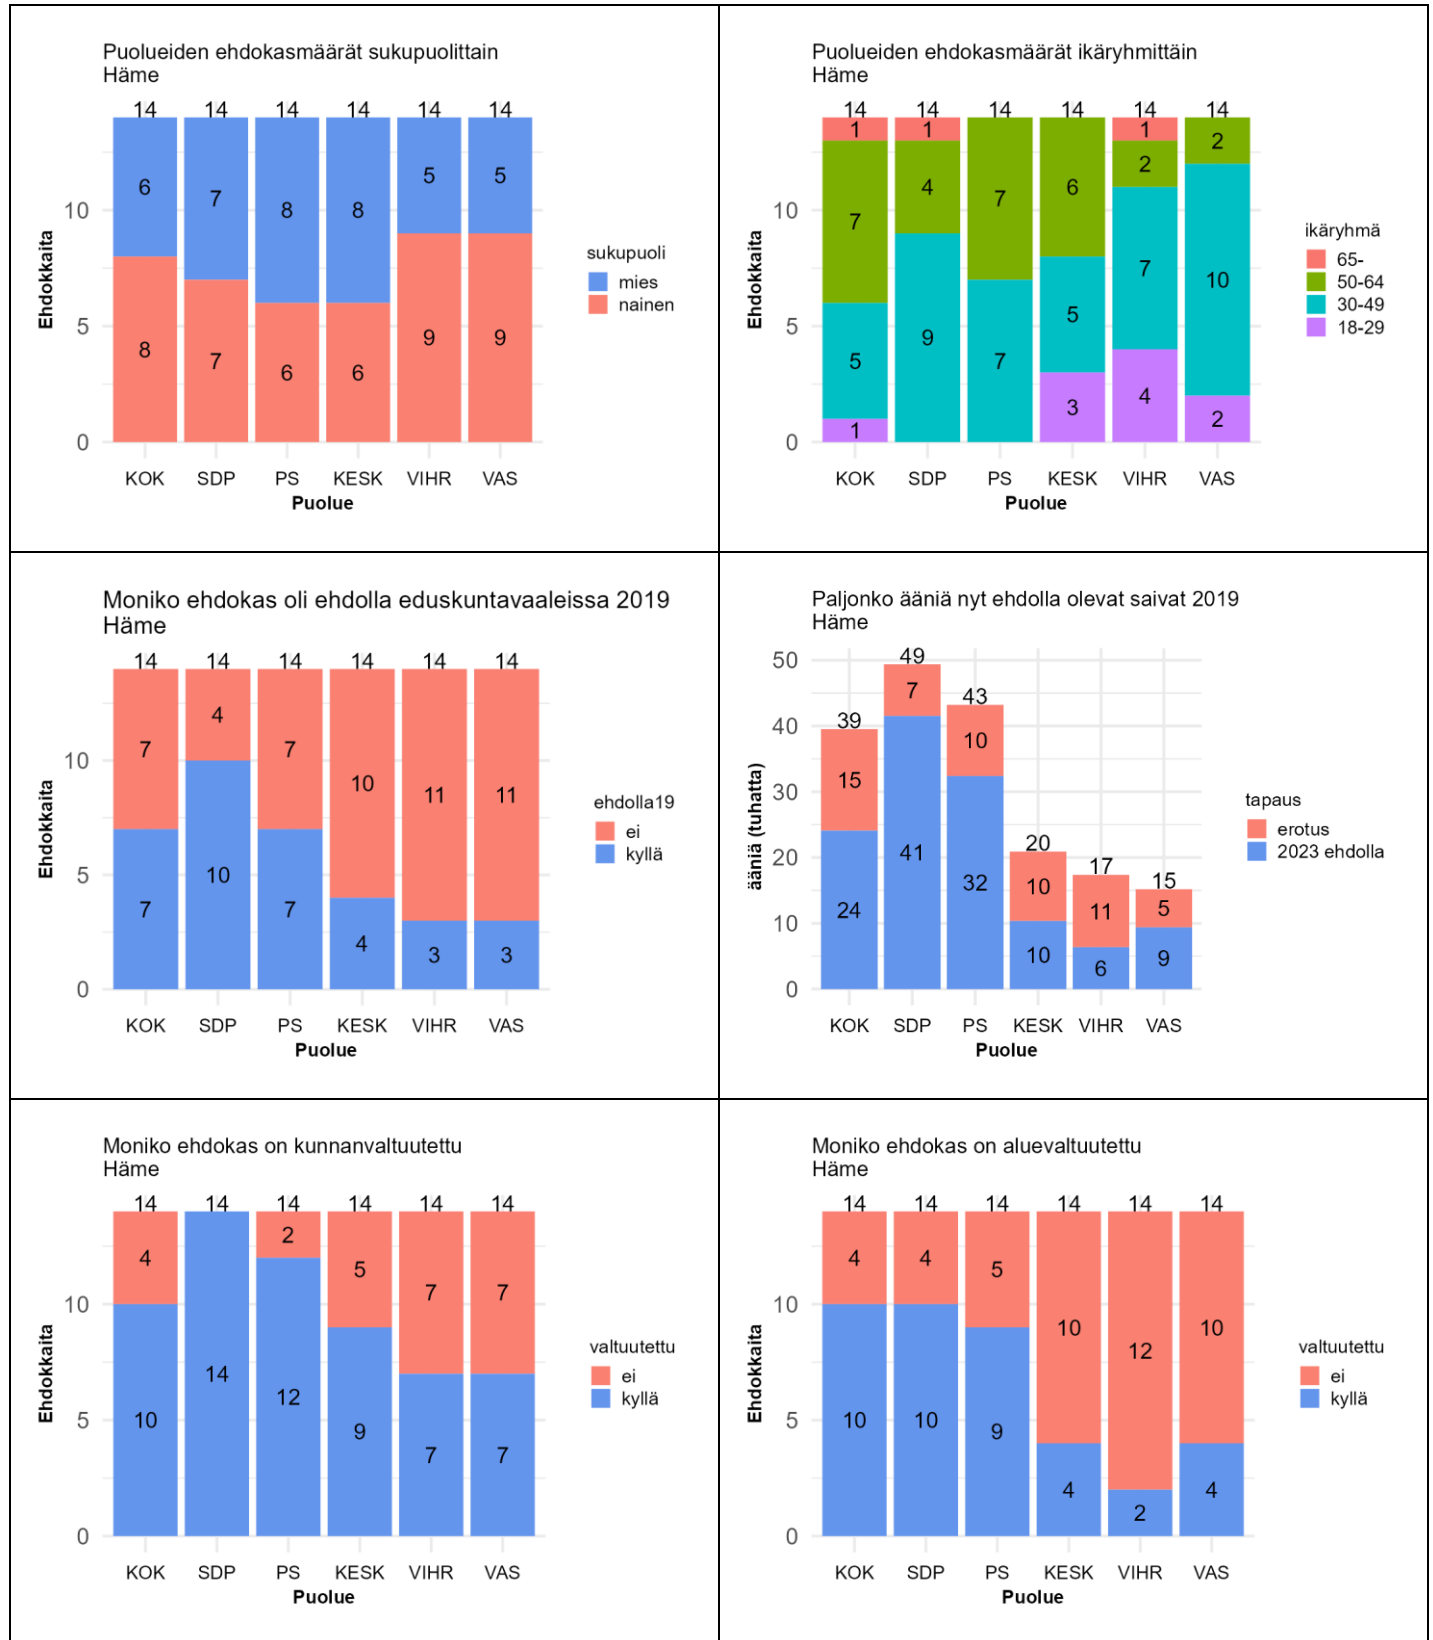 Puolueiden ehdokasmäärät sukupuolittain
Häme
14 14 14 14 14 14
6 7 8 8 5 5
8 7 6 6 9 9
10
5
0
Ehdokkaita
KOK SDP PS KESK VIHR VAS
Puolue
sukupuoli
mies
nainen
Puolueiden ehdokasmäärät ikäryhmittäin
Häme
14 14 14 14 14 14
1 1 1
7 4 7 6 2 2
5 9 7 5 7 10
1 3 4 2
10
5
0
Ehdokkaita
KOK SDP PS KESK VIHR VAS
Puolue
ikäryhmä
65-
50-64
30-49
18-29
Moniko ehdokas oli ehdolla eduskuntavaaleissa 2019
Häme
14 14 14 14 14 14
7 4 7 10 11 11
7 10 7 4 3 3
10
5
0
Ehdokkaita
KOK SDP PS KESK VIHR VAS
Puolue
ehdolla19
ei
kyllä
Paljonko ääniä nyt ehdolla olevat saivat 2019
Häme
39 49 43 20 17 15
15 7 10 10 11 5
24 41 32 10 6 9
50
40
30
20
10
0
ääniä (tuhatta)
KOK SDP PS KESK VIHR VAS
Puolue
tapaus
erotus
2023 ehdolla
Moniko ehdokas on kunnanvaltuutettu
Häme
14 14 14 14 14 14
4 2 5 7 7
10 14 12 9 7 7
10
5
0
Ehdokkaita
KOK SDP PS KESK VIHR VAS
Puolue
valtuutettu
ei
kyllä
Moniko ehdokas on aluevaltuutettu
Häme
14 14 14 14 14 14
4 4 5 10 12 10
10 10 9 4 2 4
10
5
0
Ehdokkaita
KOK SDP PS KESK VIHR VAS
Puolue
valtuutettu
ei
kyllä